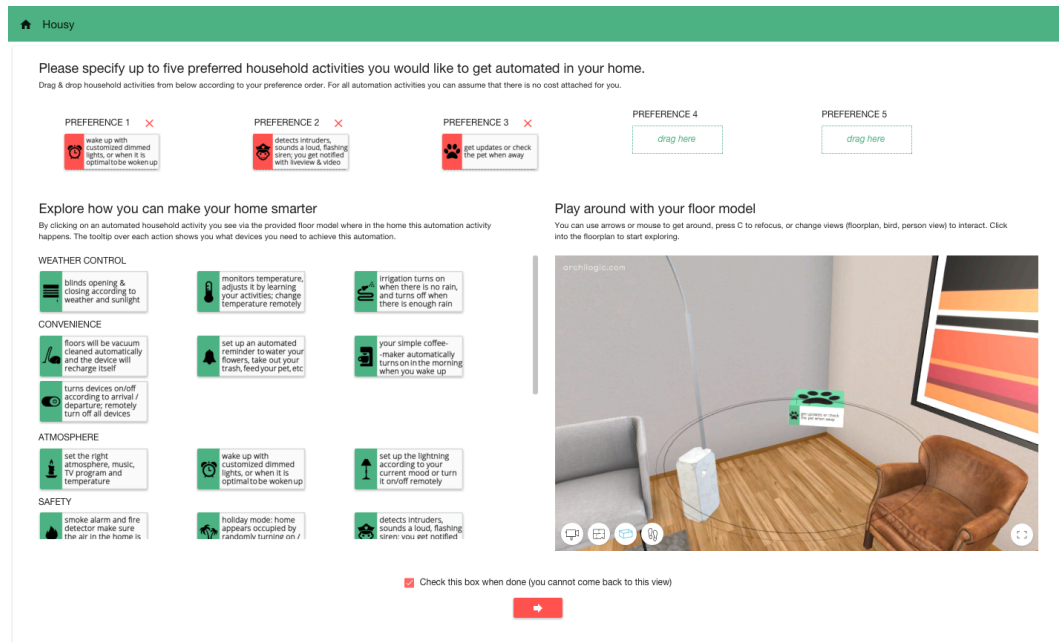 Housy
Please specify up to five preferred household activities you would like to get automated in your home.
Drag & drop household activities from below according to your preference order. For all automation activities you can assume that there is no cost attached for you.
PREFERENCE 1
PREFERENCE 2
PREFERENCE 3
PREFERENCE 4
PREFERENCE 5
wake up with
customized dimmed
lights, or when it is
optimal to be woken up
detects intruders,
sounds a loud, flashing
siren; you get notified
with liveview & video
get updates or check
the pet when away
drag here
drag here
Explore how you can make your home smarter
By clicking on an automated household activity you see via the provided floor model where in the home this automation activity
happens. The tooltip over each action shows you what devices you need to achieve this automation.
WEATHER CONTROL
blinds opening &
closing according to
weather and sunlight
monitors temperature,
adjusts it by learning
your activities; change
temperature remotely
irrigation turns on
when there is no rain,
and turns off when
there is enough rain
CONVENIENCE
floors will be vacuum
cleaned automatically
and the device will
recharge itself
set up an automated
reminder to water your
flowers, take out your
trash, feed your pet, etc
your simple coffee-
-maker automatically
turns on in the morning
when you wake up
turns devices on/off
according to arrival /
departure; remotely
turn off all devices
ATMOSPHERE
set the right
atmosphere, music,
TV program and
temperature
wake up with
customized dimmed
lights, or when it is
optimal to be woken up
set up the lightning
according to your
current mood or turn
it on/off remotely
SAFETY
smoke alarm and fire
detector make sure
the air in the home is
holiday mode: home
appears occupied by
randomly turning on /
detects intruders,
sounds a loud, flashing
siren; you get notified
Play around with your floor model
You can use arrows or mouse to get around, press C to refocus, or change views (floorplan, bird, person view) to interact. Click
into the floorplan to start exploring.
archilogic.com
get updates or check
the pet when away
Check this box when done (you cannot come back to this view)